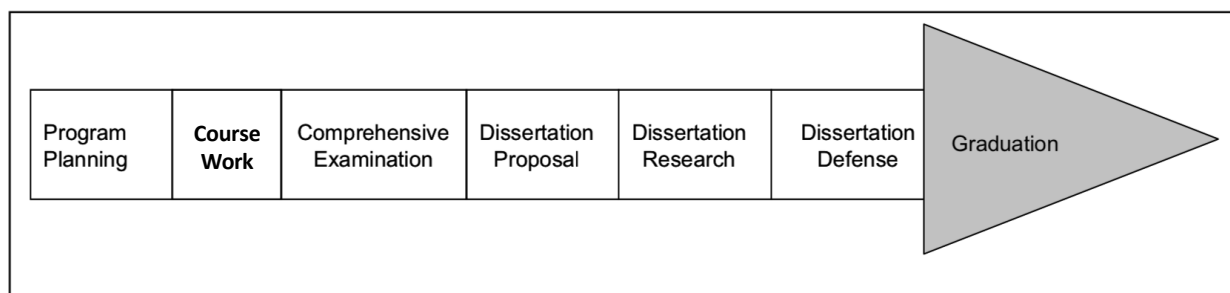 Program
Planning
Course
Work
Comprehensive
Examination
Dissertation
Proposal
Dissertation
Research
Dissertation
Defense
Graduation